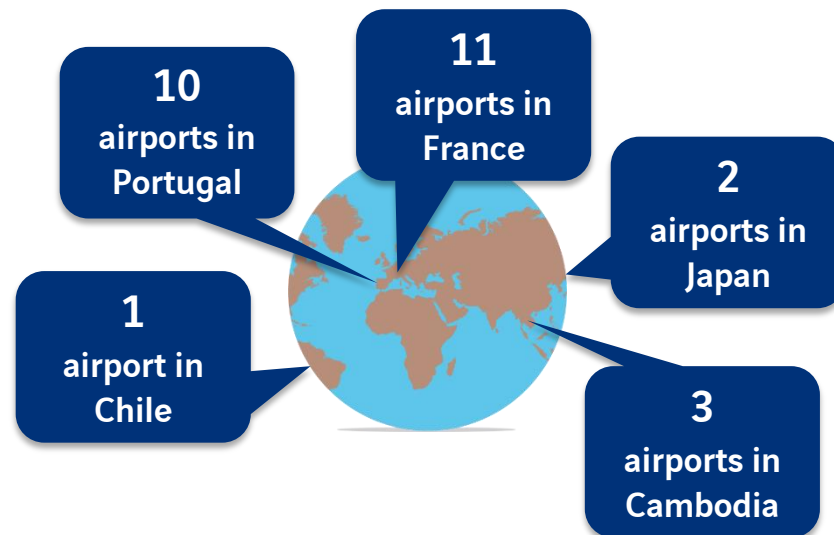 10
airports in
Portugal
11
airports in
France
2
airports in
Japan
1
airport in
Chile
3
airports in
Cambodia